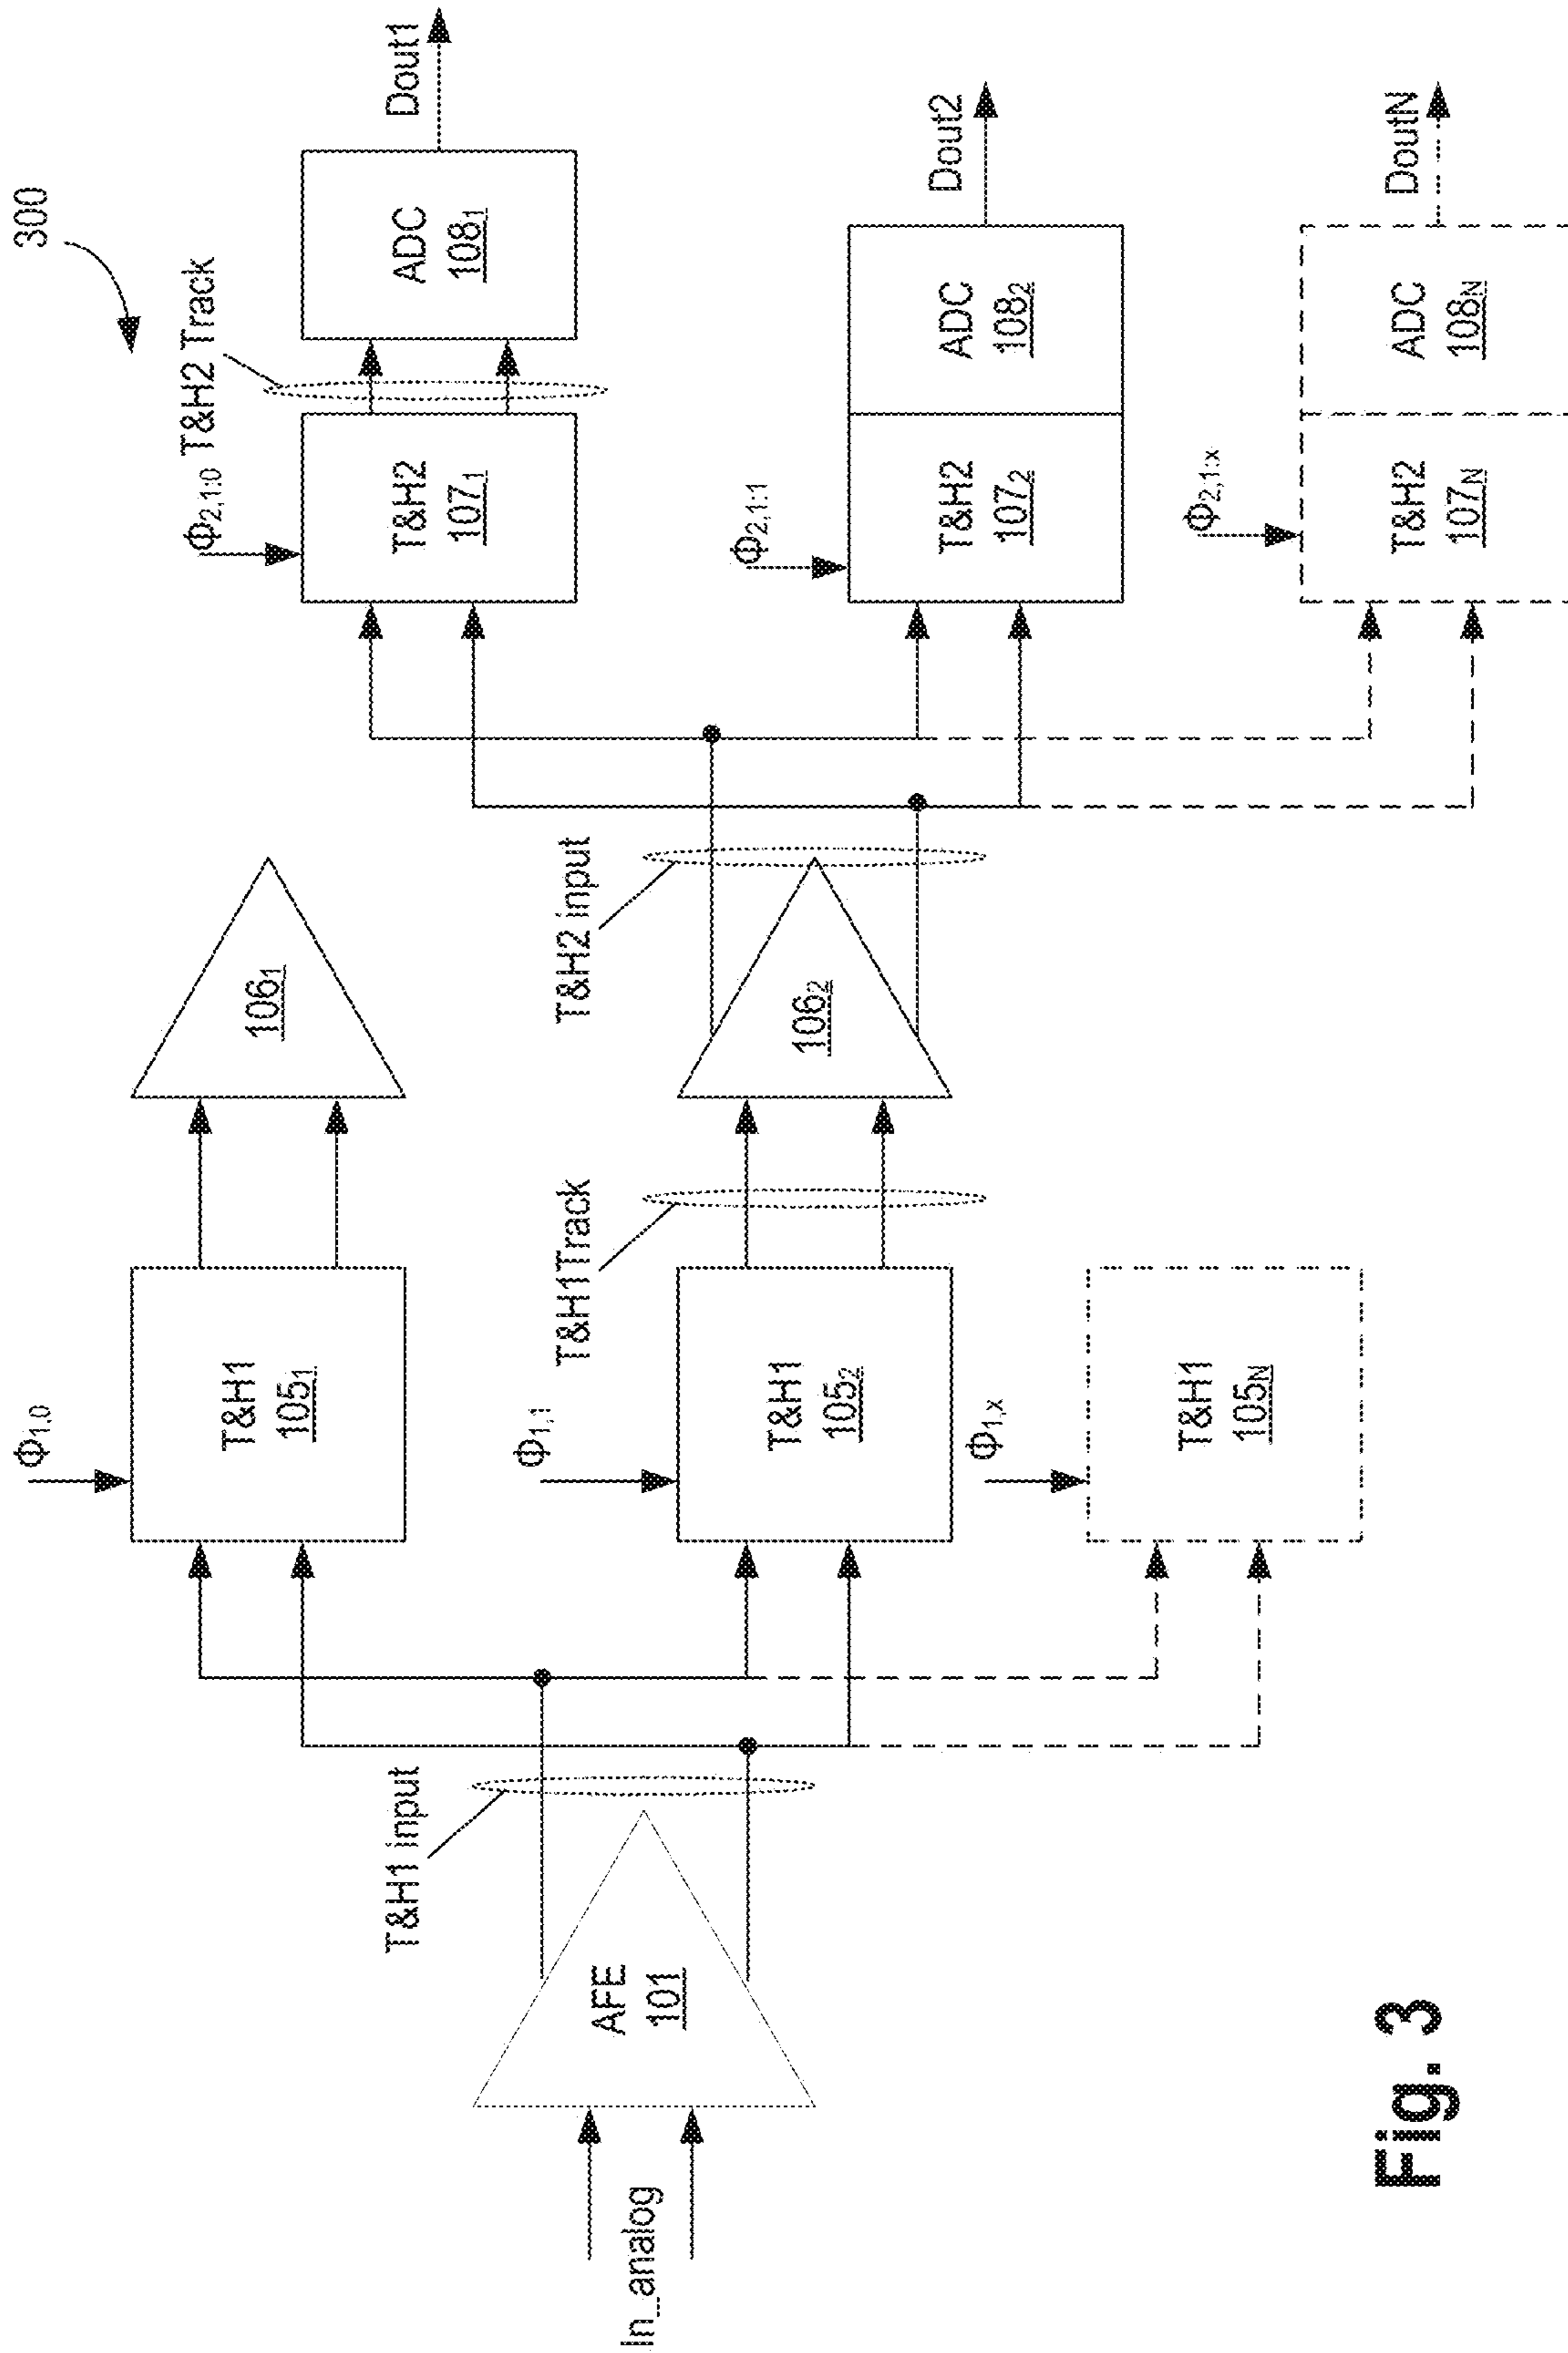 300
In_analog
AFE
101
T&H1 input
Φ1,0
T&H1
105₁
106₁
Φ1,1
T&H1
105₂
T&H1Track
106₂
Φ1,x
T&H1
105N
T&H2 input
Φ2,1:0
T&H2
107₁
T&H2 Track
ADC
108₁
Dout1
Φ2,1:1
T&H2
107₂
ADC
108₂
Dout2
Φ2,1:x
T&H2
107N
ADC
108N
DoutN
Fig. 3